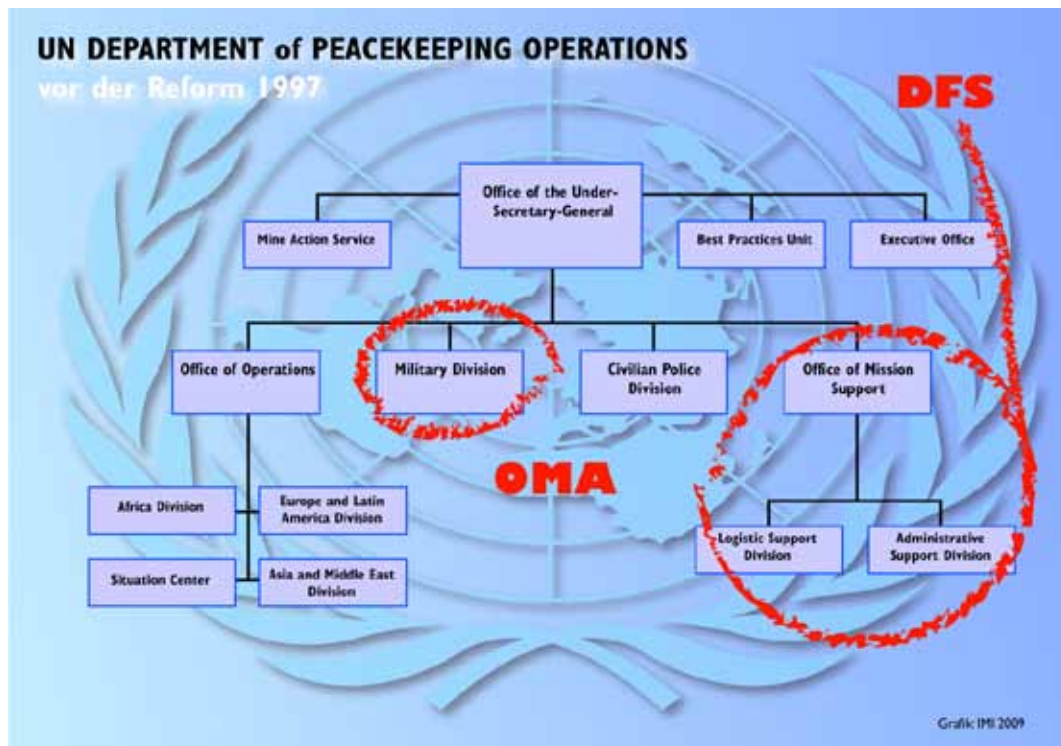 UN DEPARTMENT of PEACEKEEPING OPERATIONS
vor der Reform 1997
DFS
Office of the Under-
Secretary-General
Mine Action Service
Best Practices Unit
Executive Office
Office of Operations
Military Division
Civilian Police
Division
Office of Mission
Support
OMA
Africa Division
Europe and Latin
America Division
Logistic Support
Division
Administrative
Support Division
Situation Center
Asia and Middle East
Division
Grafik: IMI 2009